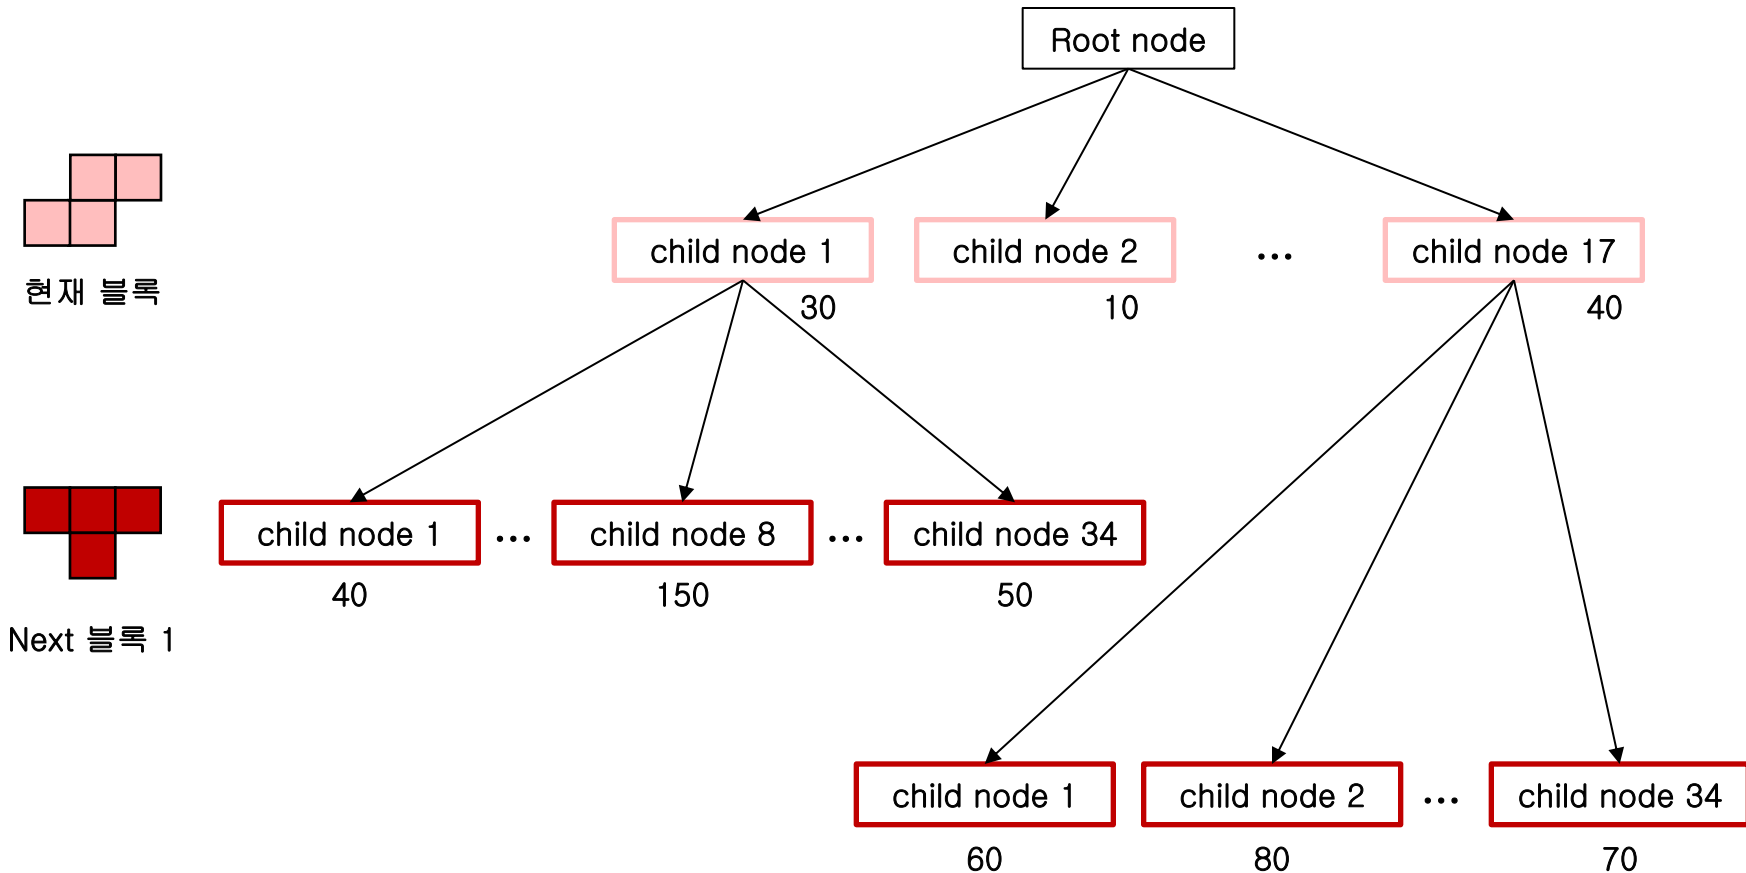 Root node
child node 1
child node 2
...
child node 17
현재 블록
30
10
40
child node 1
...
child node 8
...
child node 34
40
150
50
Next 블록 1
child node 1
child node 2
...
child node 34
60
80
70